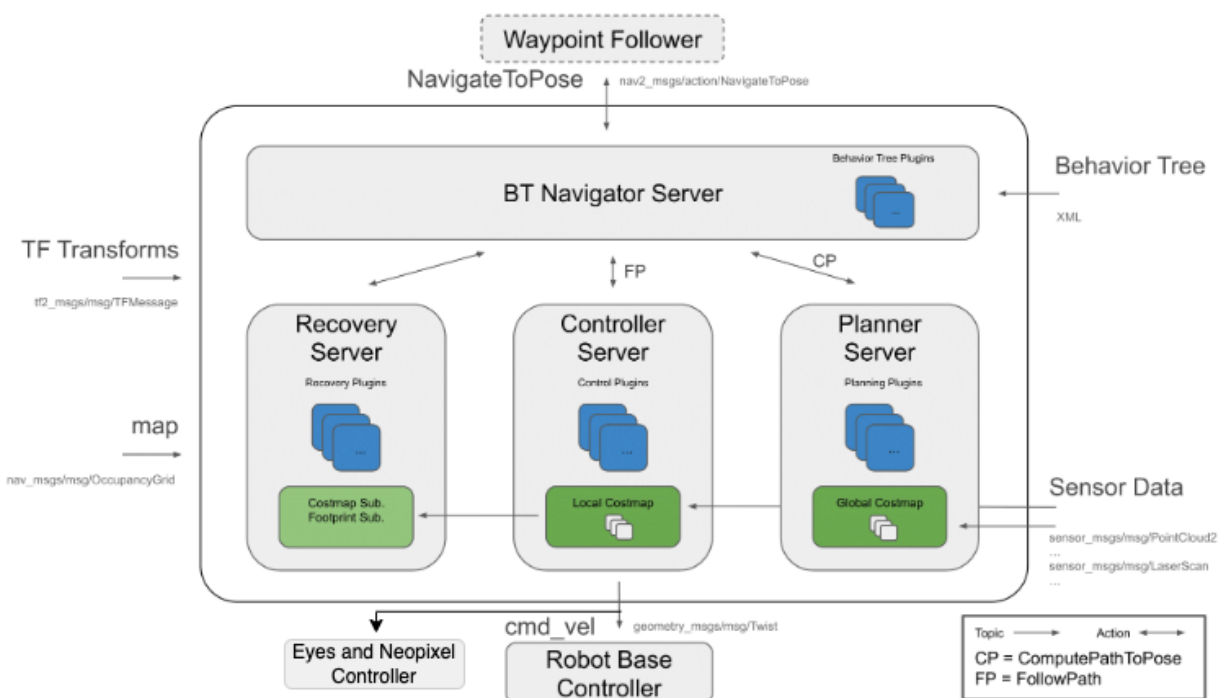 Waypoint Follower
NavigateToPose
nav2_msgs/action/NavigateToPose
Behavior Tree Plugins
BT Navigator Server
...
Behavior Tree
XML
TF Transforms
tf2_msgs/msg/TFMessage
FP
CP
Recovery
Server
Recovery Plugins
...
Controller
Server
Control Plugins
...
Planner
Server
Planning Plugins
...
map
nav_msgs/msg/OccupancyGrid
Costmap Sub.
Footprint Sub.
Local Costmap
Global Costmap
Sensor Data
sensor_msgs/msg/PointCloud2
...
sensor_msgs/msg/LaserScan
...
cmd_vel
geometry_msgs/msg/Twist
Eyes and Neopixel
Controller
Robot Base
Controller
Topic
Action
CP = ComputePathToPose
FP = FollowPath